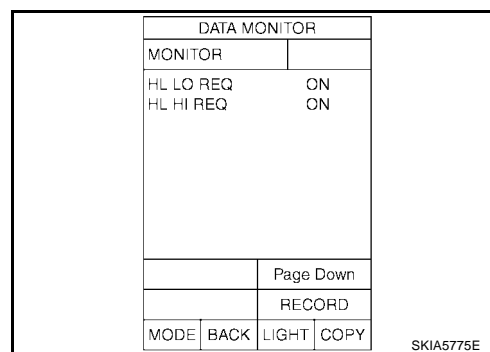 DATA MONITOR
MONITOR
HL LO REQ ON
HL HI REQ ON
Page Down
RECORD
MODE BACK LIGHT COPY
SKIA5775E